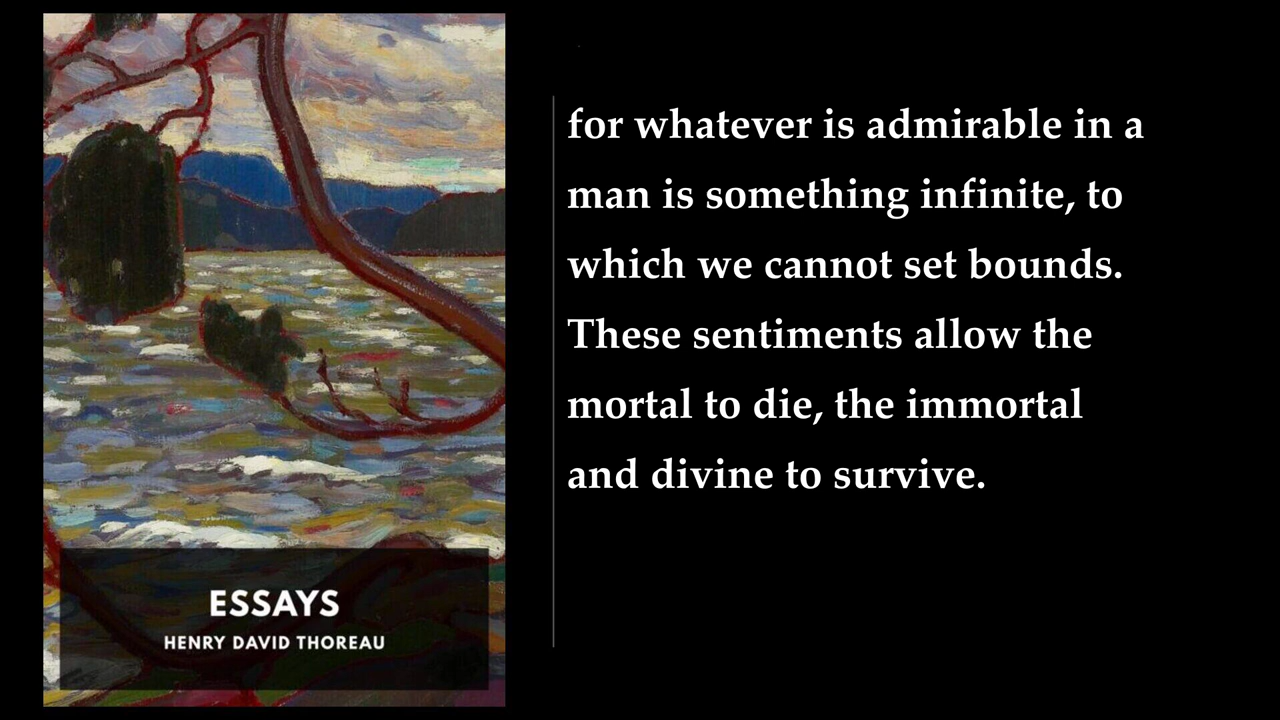 for whatever is admirable in a
man is something infinite, to
which we cannot set bounds.
These sentiments allow the
mortal to die, the immortal
and divine to survive.
ESSAYS
HENRY DAVID THOREAU